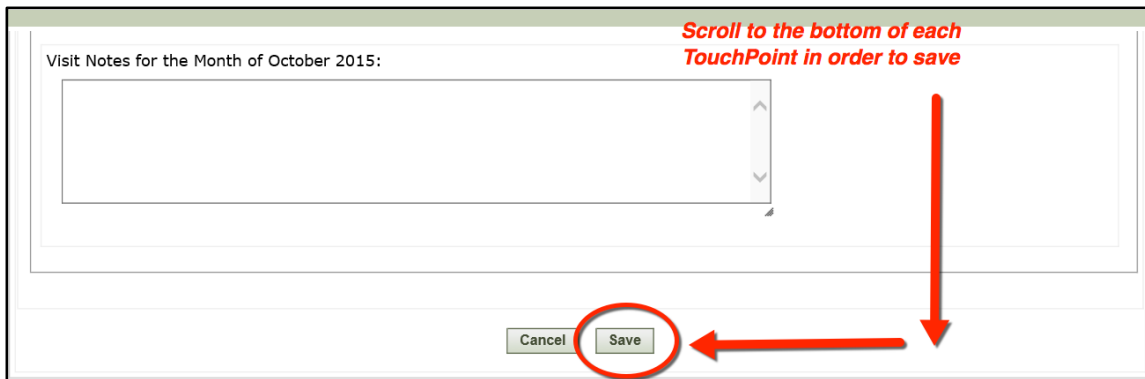 Scroll to the bottom of each
TouchPoint in order to save
Visit Notes for the Month of October 2015:
Cancel
Save